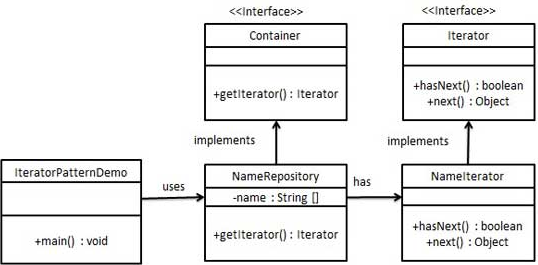 <<Interface>>
Container
+getIterator() : Iterator
<<Interface>>
Iterator
+hasNext() : boolean
+next() : Object
implements
implements
IteratorPatternDemo
+main() : void
uses
NameRepository
-name : String []
+getIterator() : Iterator
has
NameIterator
+hasNext() : boolean
+next() : Object